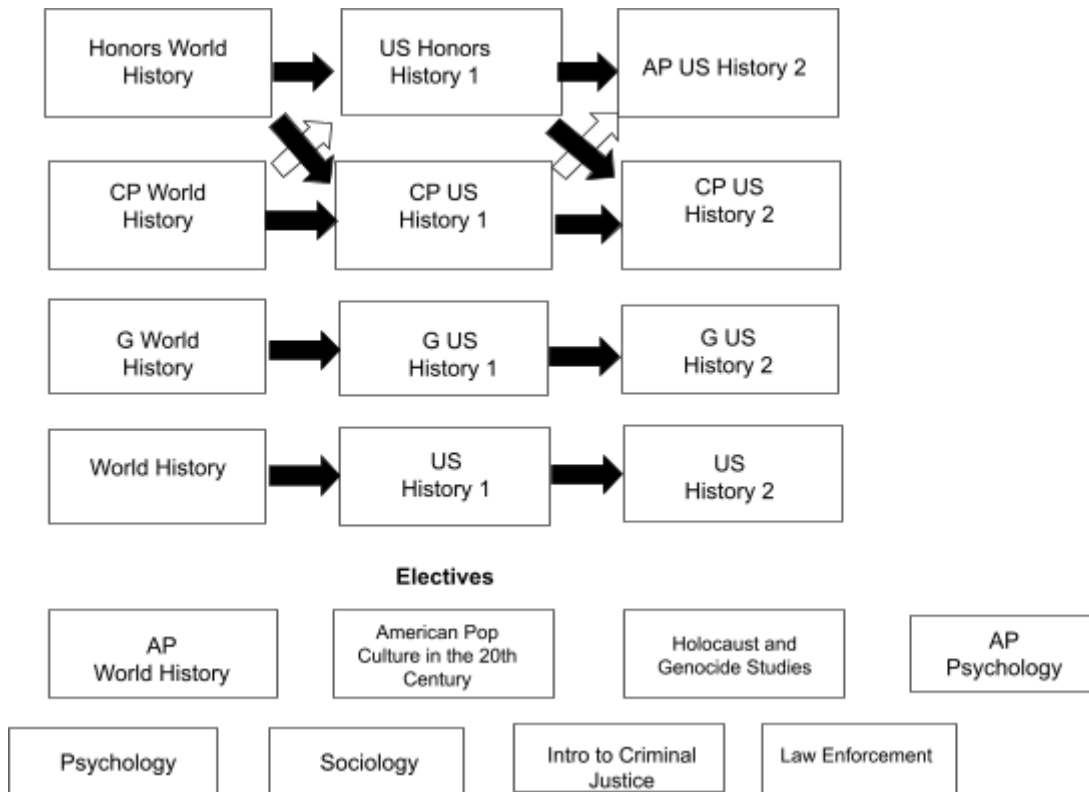 Honors World
History
US Honors
History 1
AP US History 2
CP World
History
CP US
History 1
CP US
History 2
G World
History
G US
History 1
G US
History 2
World History
US
History 1
US
History 2
Electives
AP
World History
American Pop
Culture in the 20th
Century
Holocaust and
Genocide Studies
AP
Psychology
Psychology
Sociology
Intro to Criminal
Justice
Law Enforcement